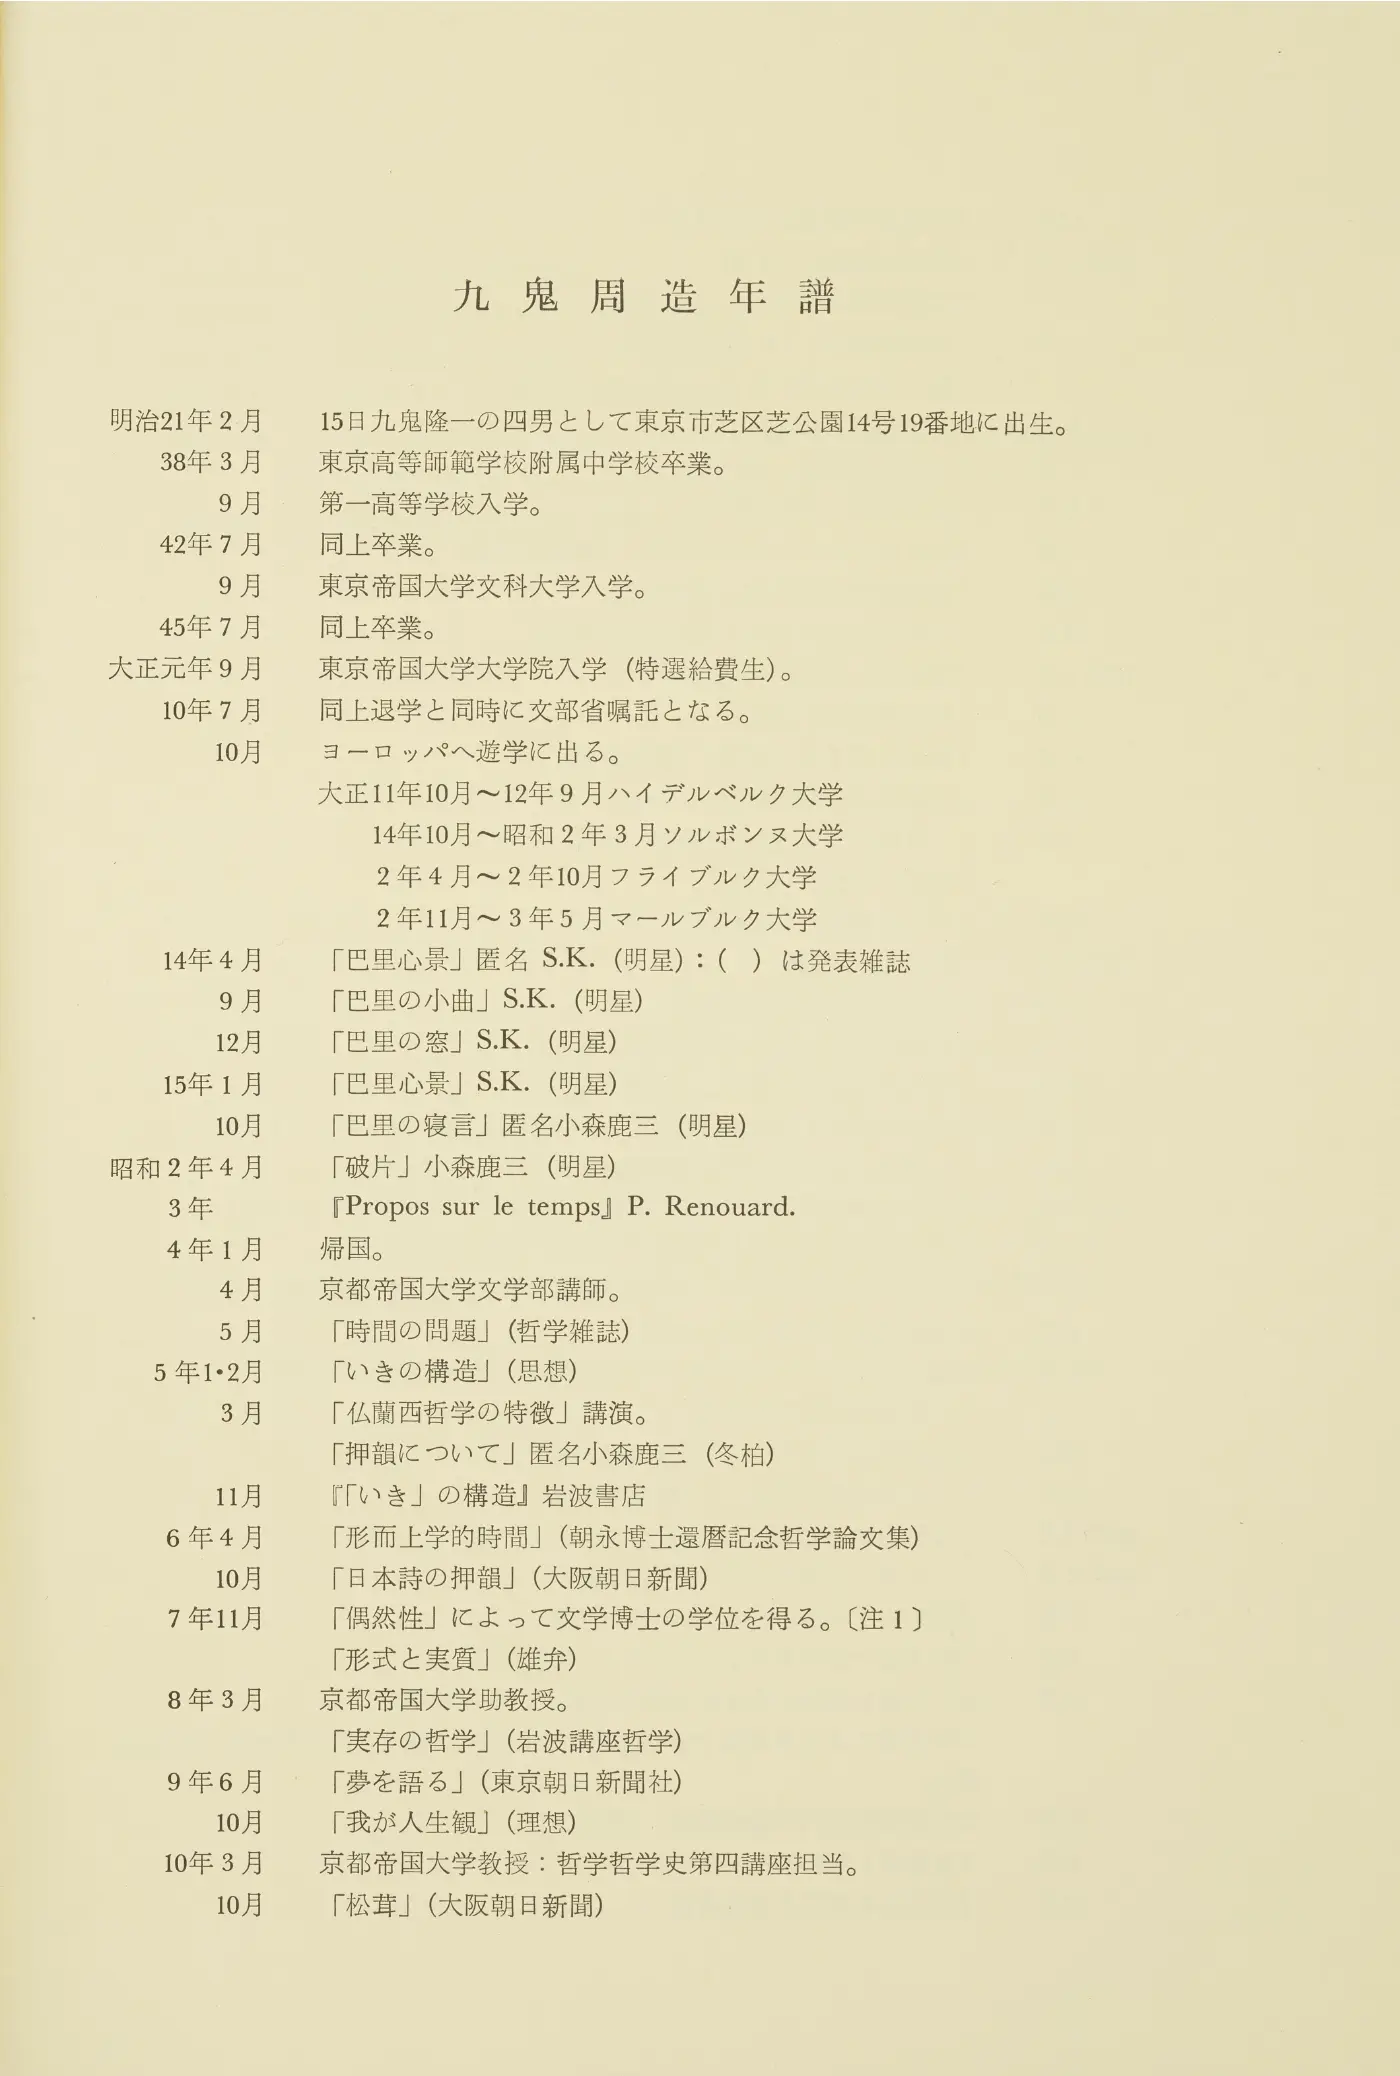 九鬼周造年譜
明治21年2月 15日九鬼隆一の四男として東京市芝区芝公園14号19番地に出生。
38年3月 東京高等師範学校附属中学校卒業。
9月 第一高等学校入学。
42年7月 同上卒業。
9月 東京帝国大学文科大学入学。
45年7月 同上卒業。
大正元年9月 東京帝国大学大学院入学（特選給費生）。
10年7月 同上退学と同時に文部省嘱託となる。
10月 ヨーロッパへ遊学に出る。
大正11年10月〜12年9月ハイデルベルク大学
14年10月〜昭和2年3月ソルボンヌ大学
2年4月〜2年10月フライブルク大学
2年11月〜3年5月マールブルク大学
14年4月 「巴里心景」匿名 S.K.（明星）：（ ）は発表雑誌
9月 「巴里の小曲」S.K.（明星）
12月 「巴里の窓」S.K.（明星）
15年1月 「巴里心景」S.K.（明星）
10月 「巴里の寝言」匿名小森鹿三（明星）
昭和2年4月 「破片」小森鹿三（明星）
3年 『Propos sur le temps』P. Renouard.
4年1月 帰国。
4月 京都帝国大学文学部講師。
5月 「時間の問題」（哲学雑誌）
5年1・2月 「いきの構造」（思想）
3月 「仏蘭西哲学の特徴」講演。
「押韻について」匿名小森鹿三（冬柏）
11月 『「いき」の構造』岩波書店
6年4月 「形而上学的時間」（朝永博士還暦記念哲学論文集）
10月 「日本詩の押韻」（大阪朝日新聞）
7年11月 「偶然性」によって文学博士の学位を得る。〔注1〕
「形式と実質」（雄弁）
8年3月 京都帝国大学助教授。
「実存の哲学」（岩波講座哲学）
9年6月 「夢を語る」（東京朝日新聞社）
10月 「我が人生観」（理想）
10年3月 京都帝国大学教授：哲学哲学史第四講座担当。
10月 「松茸」（大阪朝日新聞）